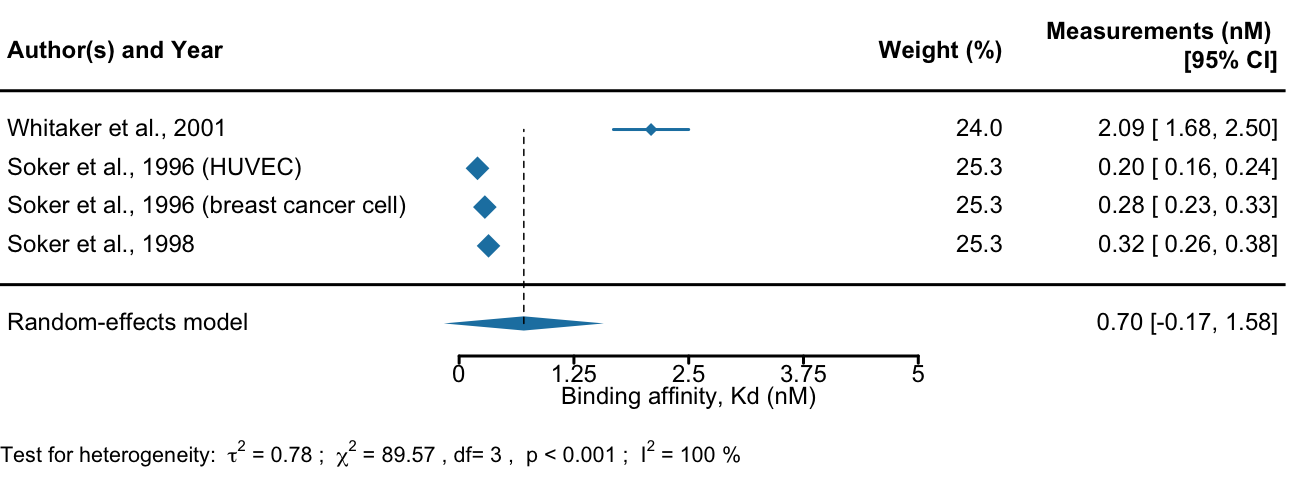 Author(s) and Year Weight (%) Measurements (nM)
[95% CI]
Whitaker et al., 2001 24.0 2.09 [ 1.68, 2.50]
Soker et al., 1996 (HUVEC) 25.3 0.20 [ 0.16, 0.24]
Soker et al., 1996 (breast cancer cell) 25.3 0.28 [ 0.23, 0.33]
Soker et al., 1998 25.3 0.32 [ 0.26, 0.38]
Random-effects model 0.70 [-0.17, 1.58]
0 1.25 2.5 3.75 5
Binding affinity, Kd (nM)
Test for heterogeneity: τ² = 0.78 ; χ² = 89.57 , df= 3 , p < 0.001 ; I² = 100 %